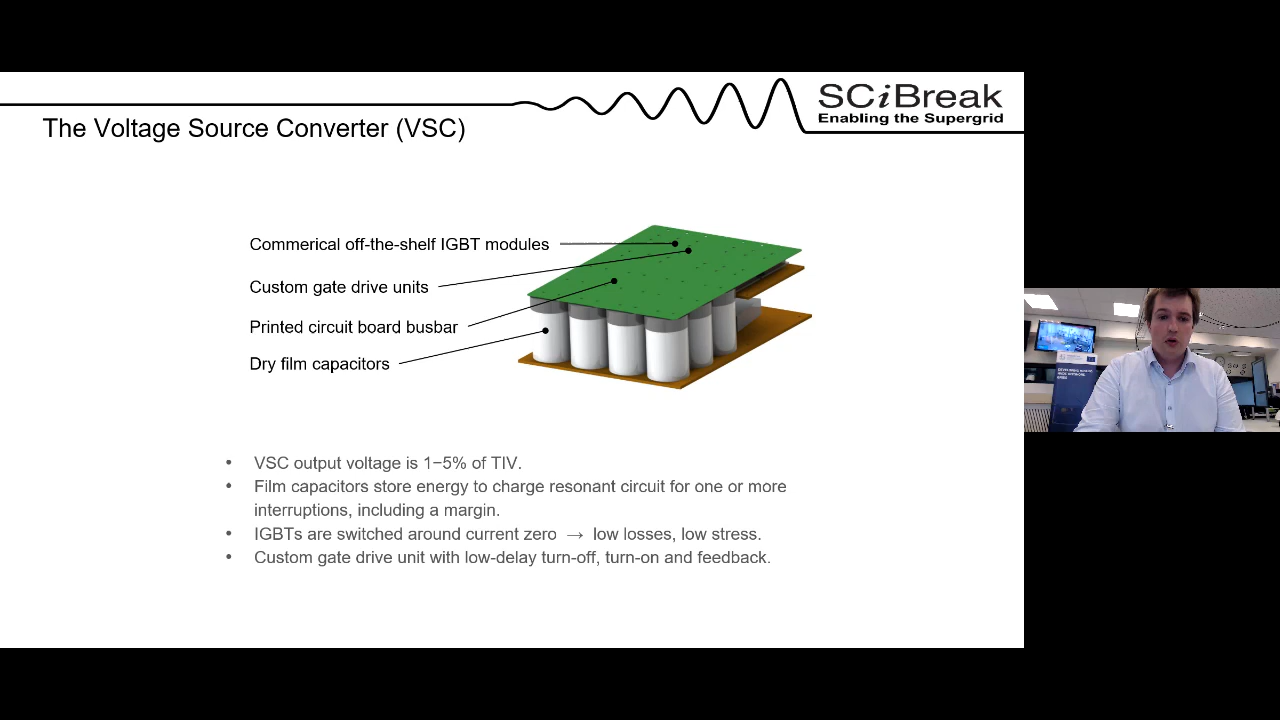 SCiBreak
Enabling the Supergrid
The Voltage Source Converter (VSC)
Commerical off-the-shelf IGBT modules
Custom gate drive units
Printed circuit board busbar
Dry film capacitors
• VSC output voltage is 1−5% of TIV.
• Film capacitors store energy to charge resonant circuit for one or more
interruptions, including a margin.
• IGBTs are switched around current zero → low losses, low stress.
• Custom gate drive unit with low-delay turn-off, turn-on and feedback.